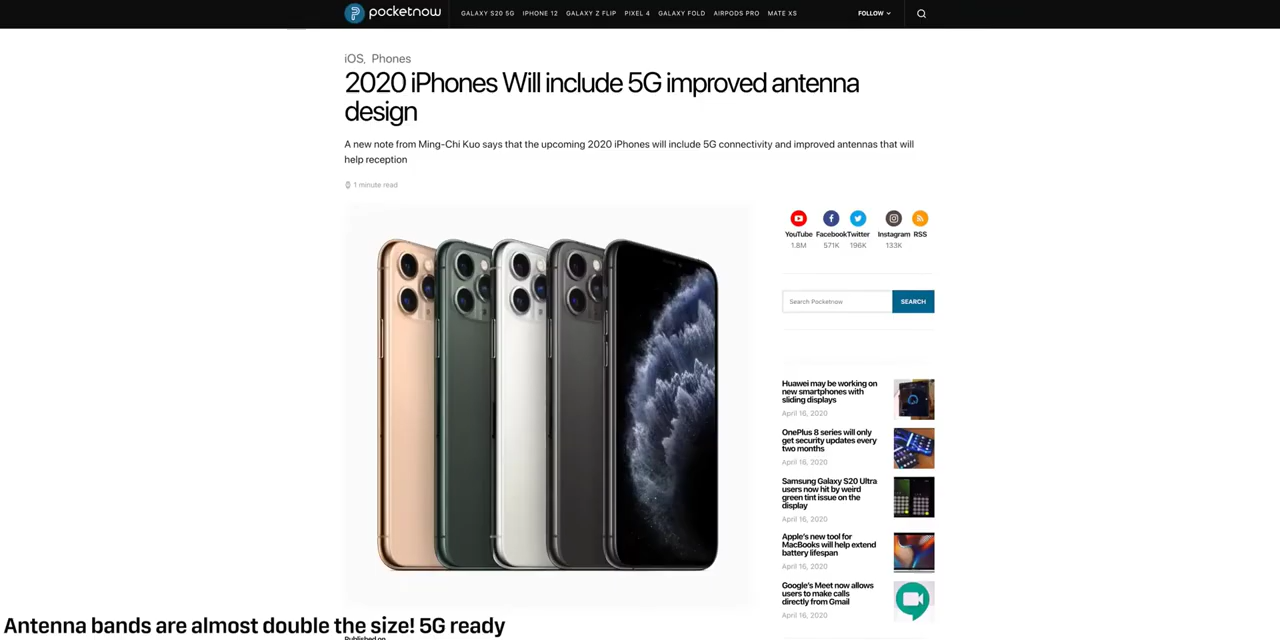 pocketnow
GALAXY S20 5G IPHONE 12 GALAXY Z FLIP PIXEL 4 GALAXY FOLD AIRPODS PRO MATE XS
FOLLOW
iOS, Phones
2020 iPhones Will include 5G improved antenna
design
A new note from Ming-Chi Kuo says that the upcoming 2020 iPhones will include 5G connectivity and improved antennas that will
help reception
1 minute read
YouTube Facebook Twitter Instagram RSS
1.8M 571K 196K 133K
Search Pocketnow SEARCH
Huawei may be working on
new smartphones with
sliding displays
April 16, 2020
OnePlus 8 series will only
get security updates every
two months
April 16, 2020
Samsung Galaxy S20 Ultra
users now hit by weird
green tint issue on the
display
April 16, 2020
Apple's new tool for
MacBooks will help extend
battery lifespan
April 16, 2020
Google's Meet now allows
users to make calls
directly from Gmail
April 16, 2020
Antenna bands are almost double the size! 5G ready
Published on